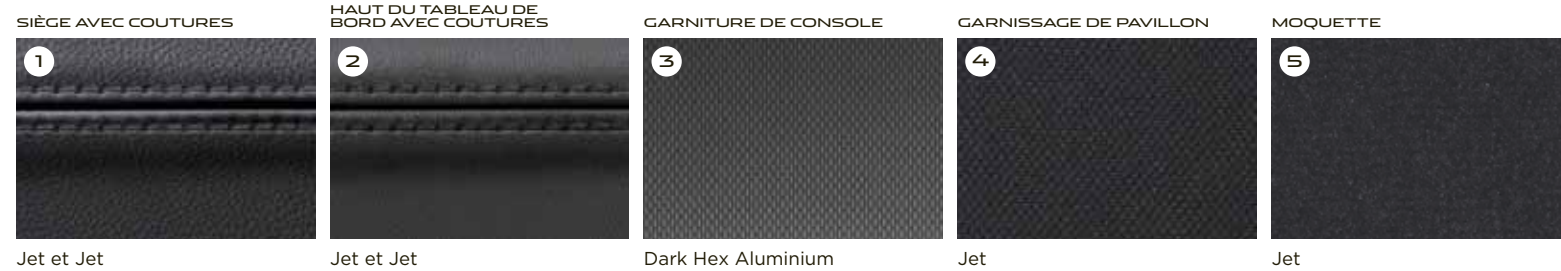 SIÈGE AVEC COUTURES
HAUT DU TABLEAU DE
BORD AVEC COUTURES
GARNITURE DE CONSOLE
GARNISSAGE DE PAVILLON
MOQUETTE
1
2
3
4
5
Jet et Jet
Jet et Jet
Dark Hex Aluminium
Jet
Jet